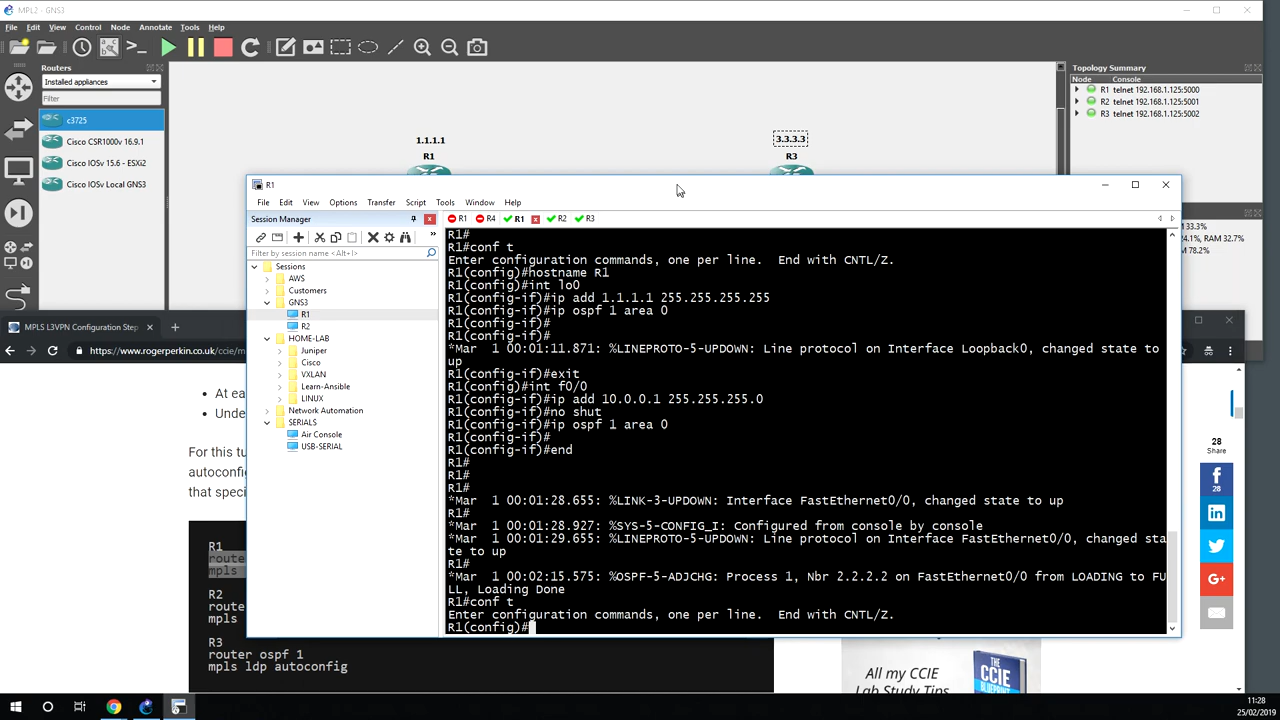 MPL2 - GNS3
File Edit View Control Node Annotate Tools Help
Routers
Installed appliances
Filter
c3725
Cisco CSR1000v 16.9.1
Cisco IOSv 15.6 - ESXi2
Cisco IOSv Local GNS3
1.1.1.1
R1
3.3.3.3
R3
Topology Summary
Node Console
R1 telnet 192.168.1.125:5000
R2 telnet 192.168.1.125:5001
R3 telnet 192.168.1.125:5002
33.3%
RAM 32.7%
78.2%
R1
File Edit View Options Transfer Script Tools Window Help
Session Manager
R1 R4 R1 R2 R3
Filter by session name <Alt+I>
Sessions
AWS
Customers
GNS3
R1
R2
HOME-LAB
Juniper
Cisco
VXLAN
Learn-Ansible
LINUX
Network Automation
SERIALS
Air Console
USB-SERIAL
R1#
R1#conf t
Enter configuration commands, one per line.  End with CNTL/Z.
R1(config)#hostname R1
R1(config)#int lo0
R1(config-if)#ip add 1.1.1.1 255.255.255.255
R1(config-if)#ip ospf 1 area 0
R1(config-if)#
R1(config-if)#
*Mar  1 00:01:11.871: %LINEPROTO-5-UPDOWN: Line protocol on Interface Loopback0, changed state to
up
R1(config-if)#exit
R1(config)#int f0/0
R1(config-if)#ip add 10.0.0.1 255.255.255.0
R1(config-if)#no shut
R1(config-if)#ip ospf 1 area 0
R1(config-if)#
R1(config-if)#end
R1#
R1#
R1#
*Mar  1 00:01:28.655: %LINK-3-UPDOWN: Interface FastEthernet0/0, changed state to up
R1#
*Mar  1 00:01:28.927: %SYS-5-CONFIG_I: Configured from console by console
*Mar  1 00:01:29.655: %LINEPROTO-5-UPDOWN: Line protocol on Interface FastEthernet0/0, changed sta
te to up
R1#
*Mar  1 00:02:15.575: %OSPF-5-ADJCHG: Process 1, Nbr 2.2.2.2 on FastEthernet0/0 from LOADING to FU
LL, Loading Done
R1#conf t
Enter configuration commands, one per line.  End with CNTL/Z.
R1(config)#
MPLS L3VPN Configuration Step
https://www.rogerperkin.co.uk/ccie/m
At ea
Unde
For this tu
autoconfig
that speci
R1
route
mpls
R2
route
mpls
R3
router ospf 1
mpls ldp autoconfig
28
Share
28
All my CCIE
Lab Study Tips
THE
CCIE
11:28
25/02/2019